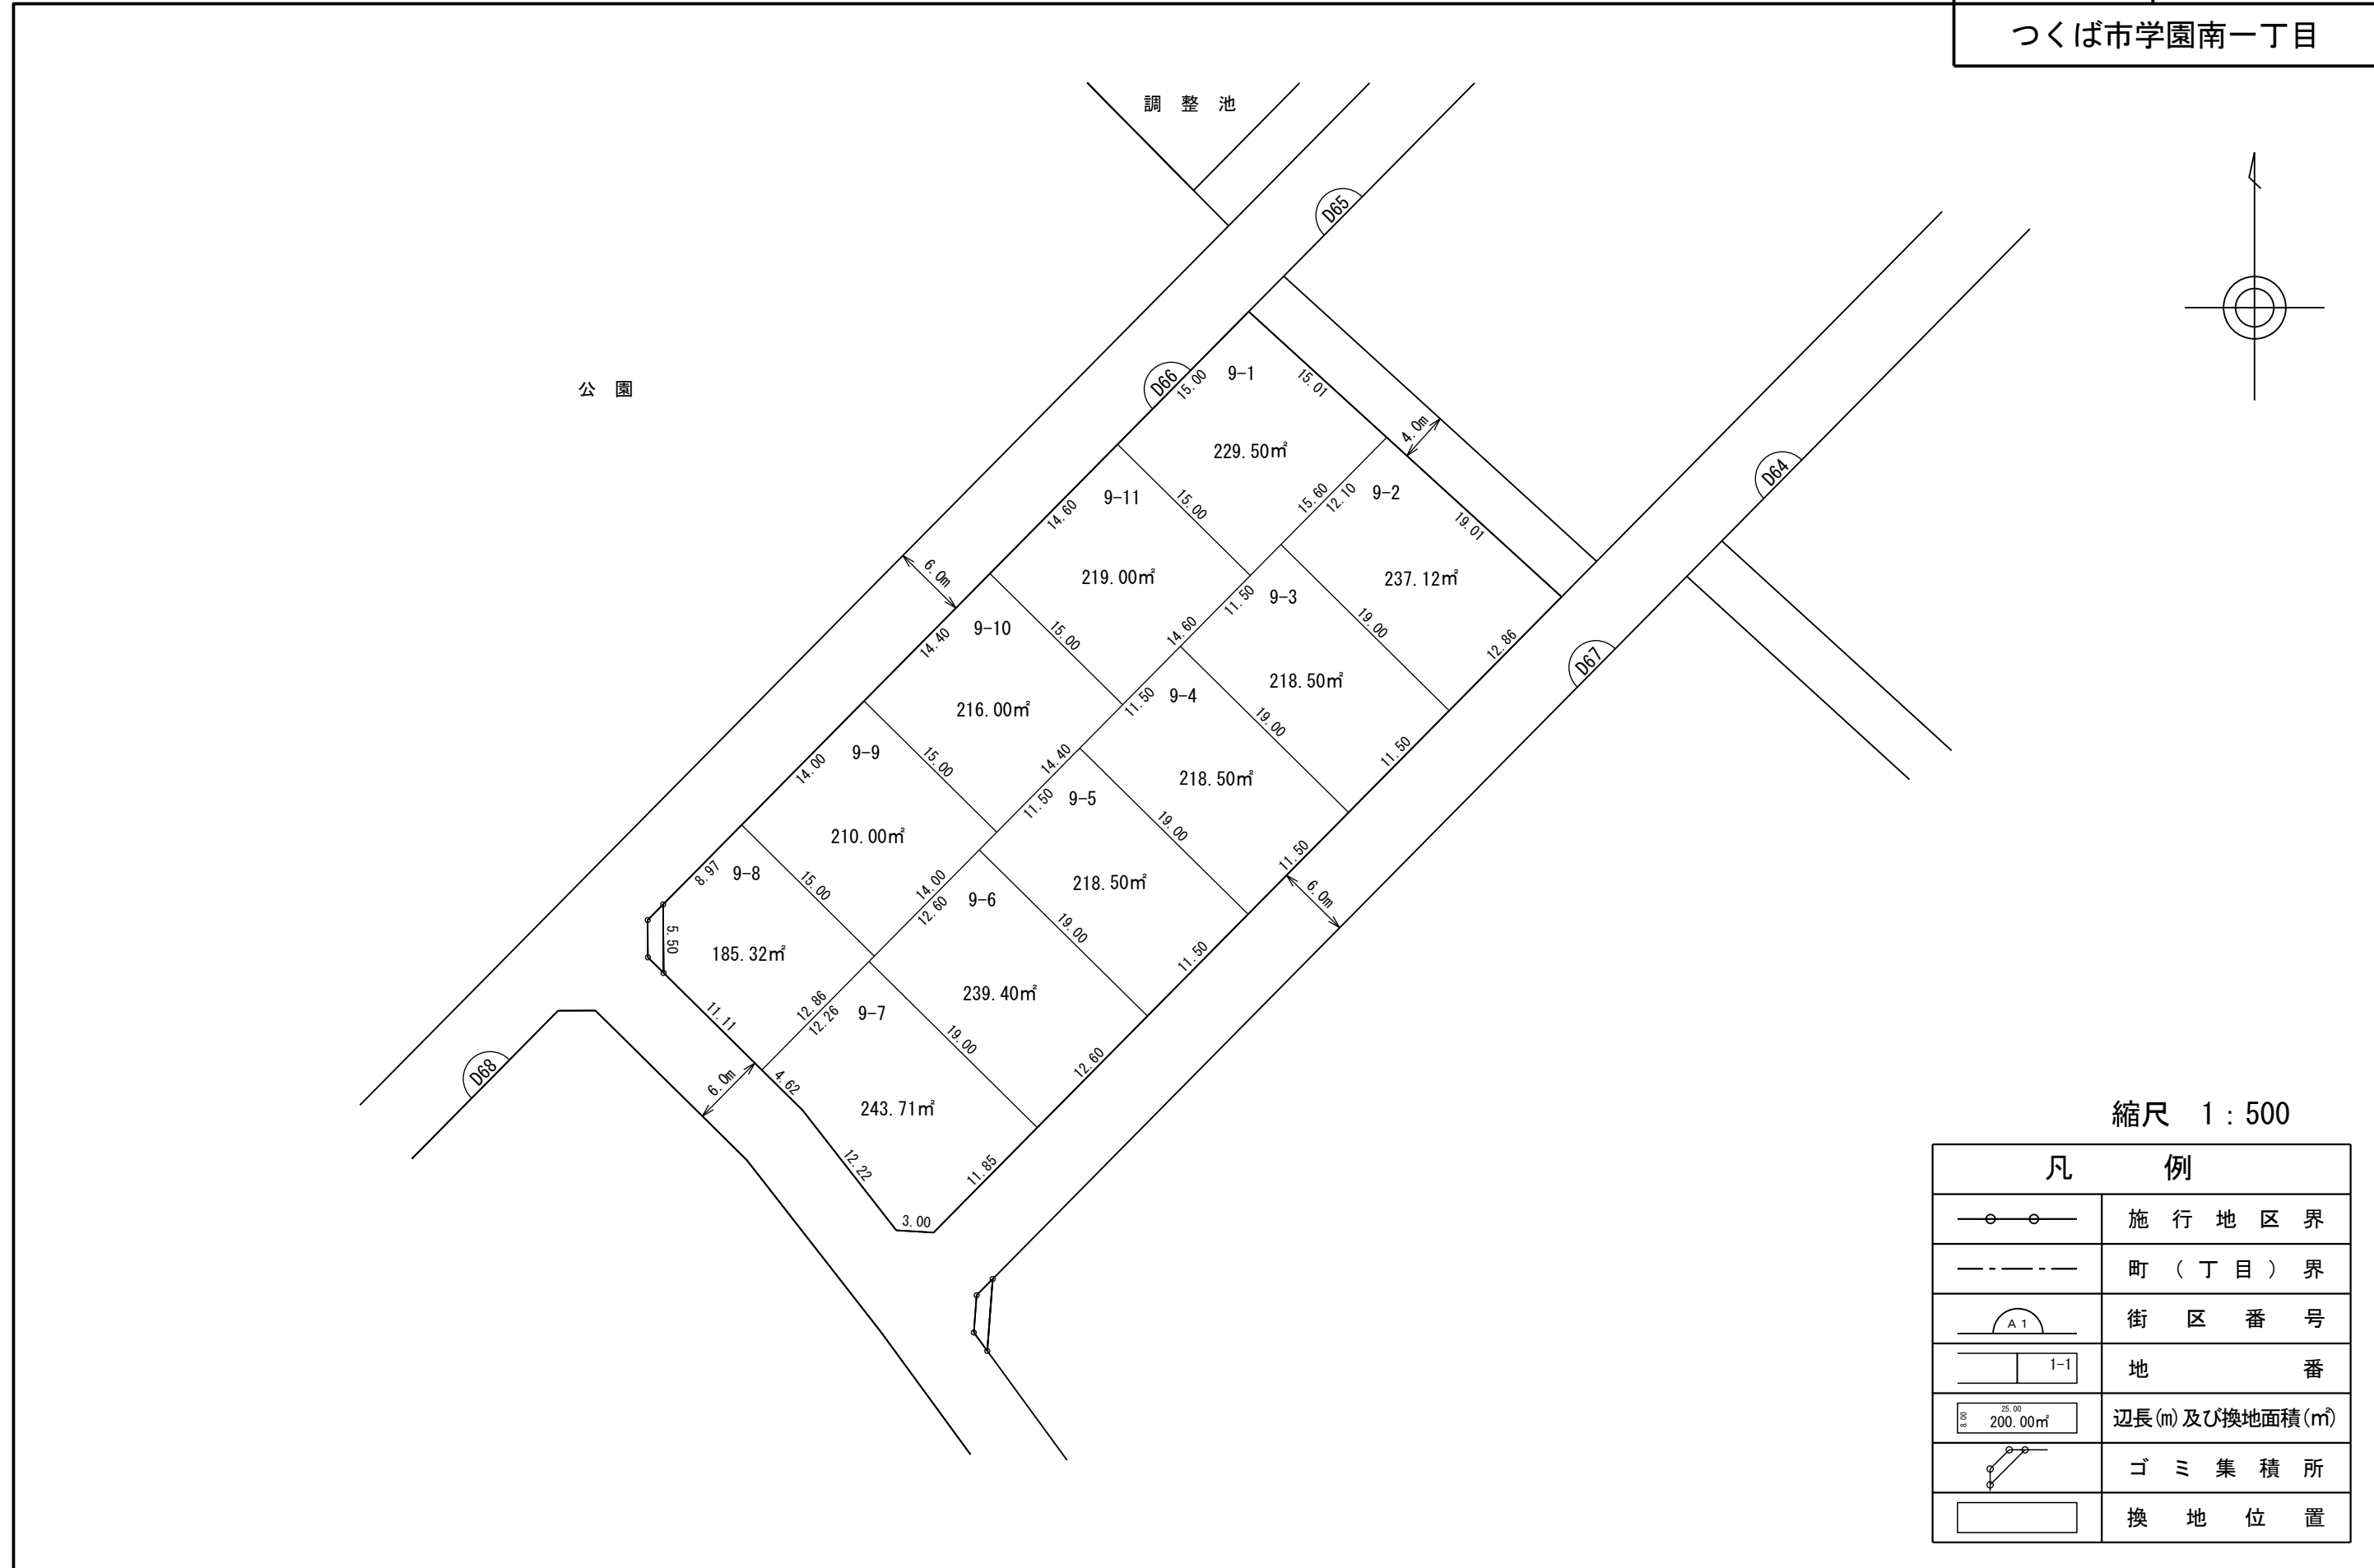 つくば市学園南一丁目
調整池
公園
D65
D66
D64
D67
D68
9-1
229.50㎡
15.00
15.01
15.00
15.60
4.0m
9-2
237.12㎡
12.10
19.01
19.00
12.86
9-11
219.00㎡
14.60
15.00
14.60
9-3
218.50㎡
11.50
19.00
11.50
6.0m
9-10
216.00㎡
14.40
15.00
14.40
9-4
218.50㎡
11.50
19.00
11.50
9-9
210.00㎡
14.00
15.00
14.00
9-5
218.50㎡
11.50
19.00
11.50
6.0m
9-8
185.32㎡
8.97
5.50
11.11
12.86
9-6
239.40㎡
12.60
19.00
12.60
9-7
243.71㎡
12.26
4.62
12.22
3.00
11.85
6.0m
縮尺 1:500
凡例
施行地区界
町(丁目)界
A1 街区番号
1-1 地番
8.00 25.00 200.00㎡ 辺長(m)及び換地面積(㎡)
ゴミ集積所
換地位置